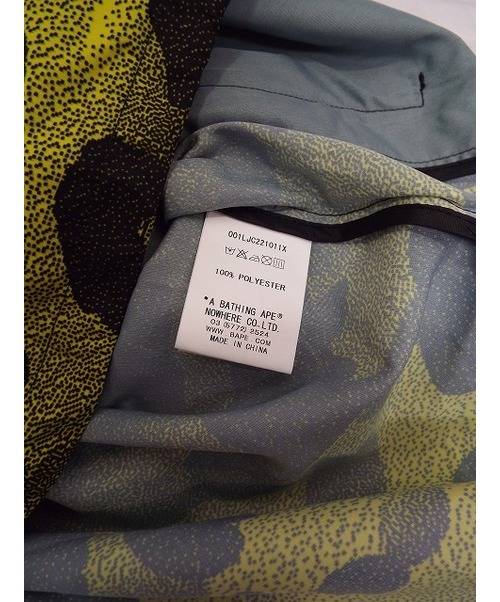 001LJC221011X
100% POLYESTER
"A BATHING APE®
NOWHERE CO.LTD.
03 (5772) 2524
WWW. BAPE. COM
MADE IN CHINA